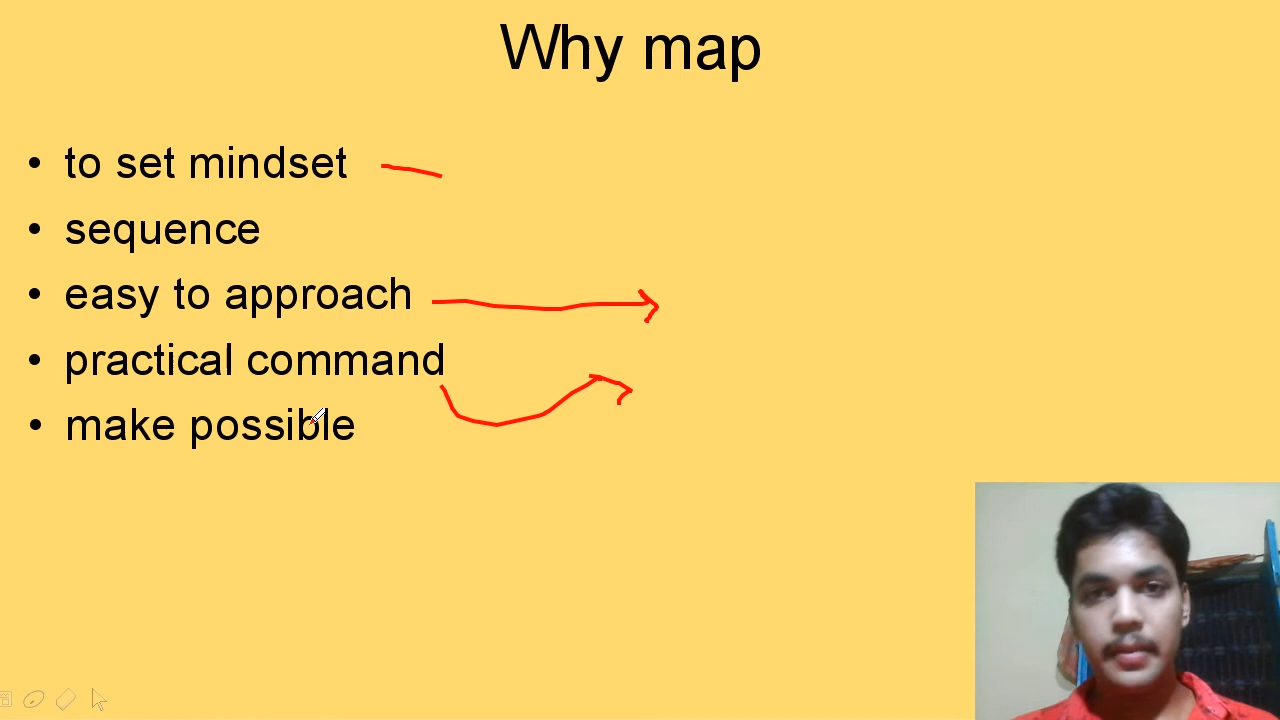 Why map
• to set mindset
• sequence
• easy to approach
• practical command
• make possible